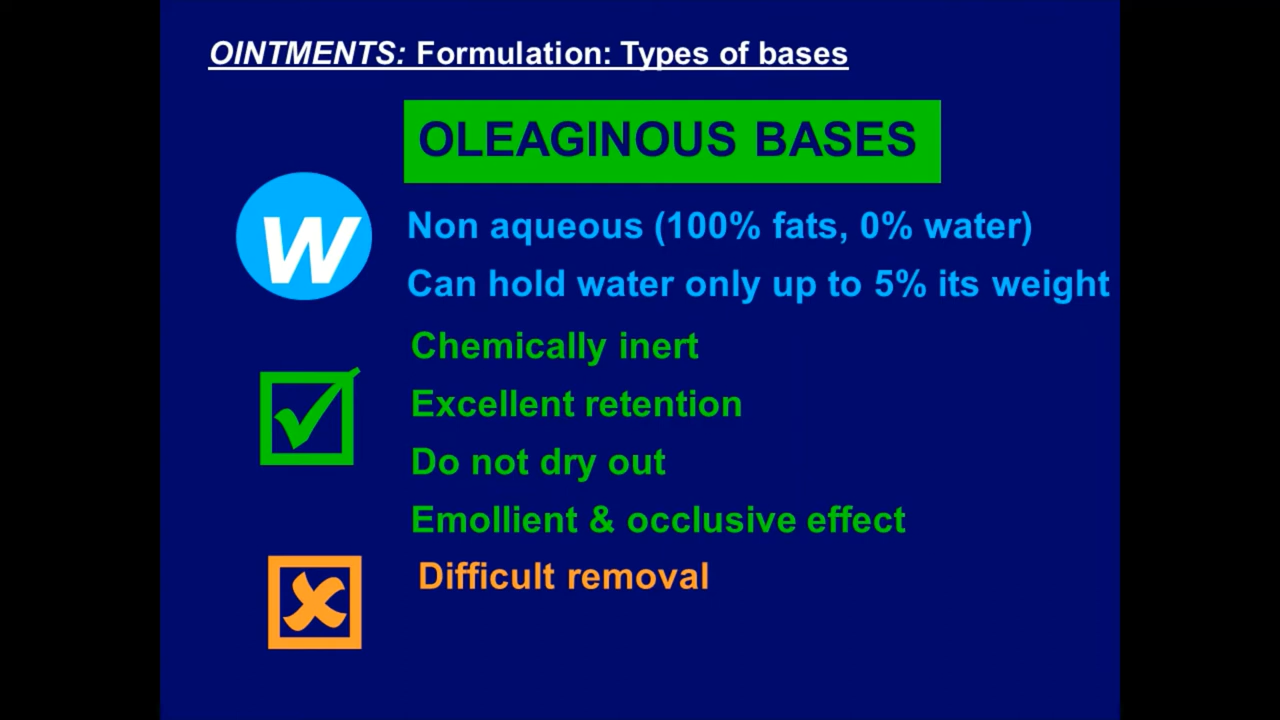 OINTMENTS: Formulation: Types of bases
OLEAGINOUS BASES
W
Non aqueous (100% fats, 0% water)
Can hold water only up to 5% its weight
Chemically inert
Excellent retention
Do not dry out
Emollient & occlusive effect
Difficult removal